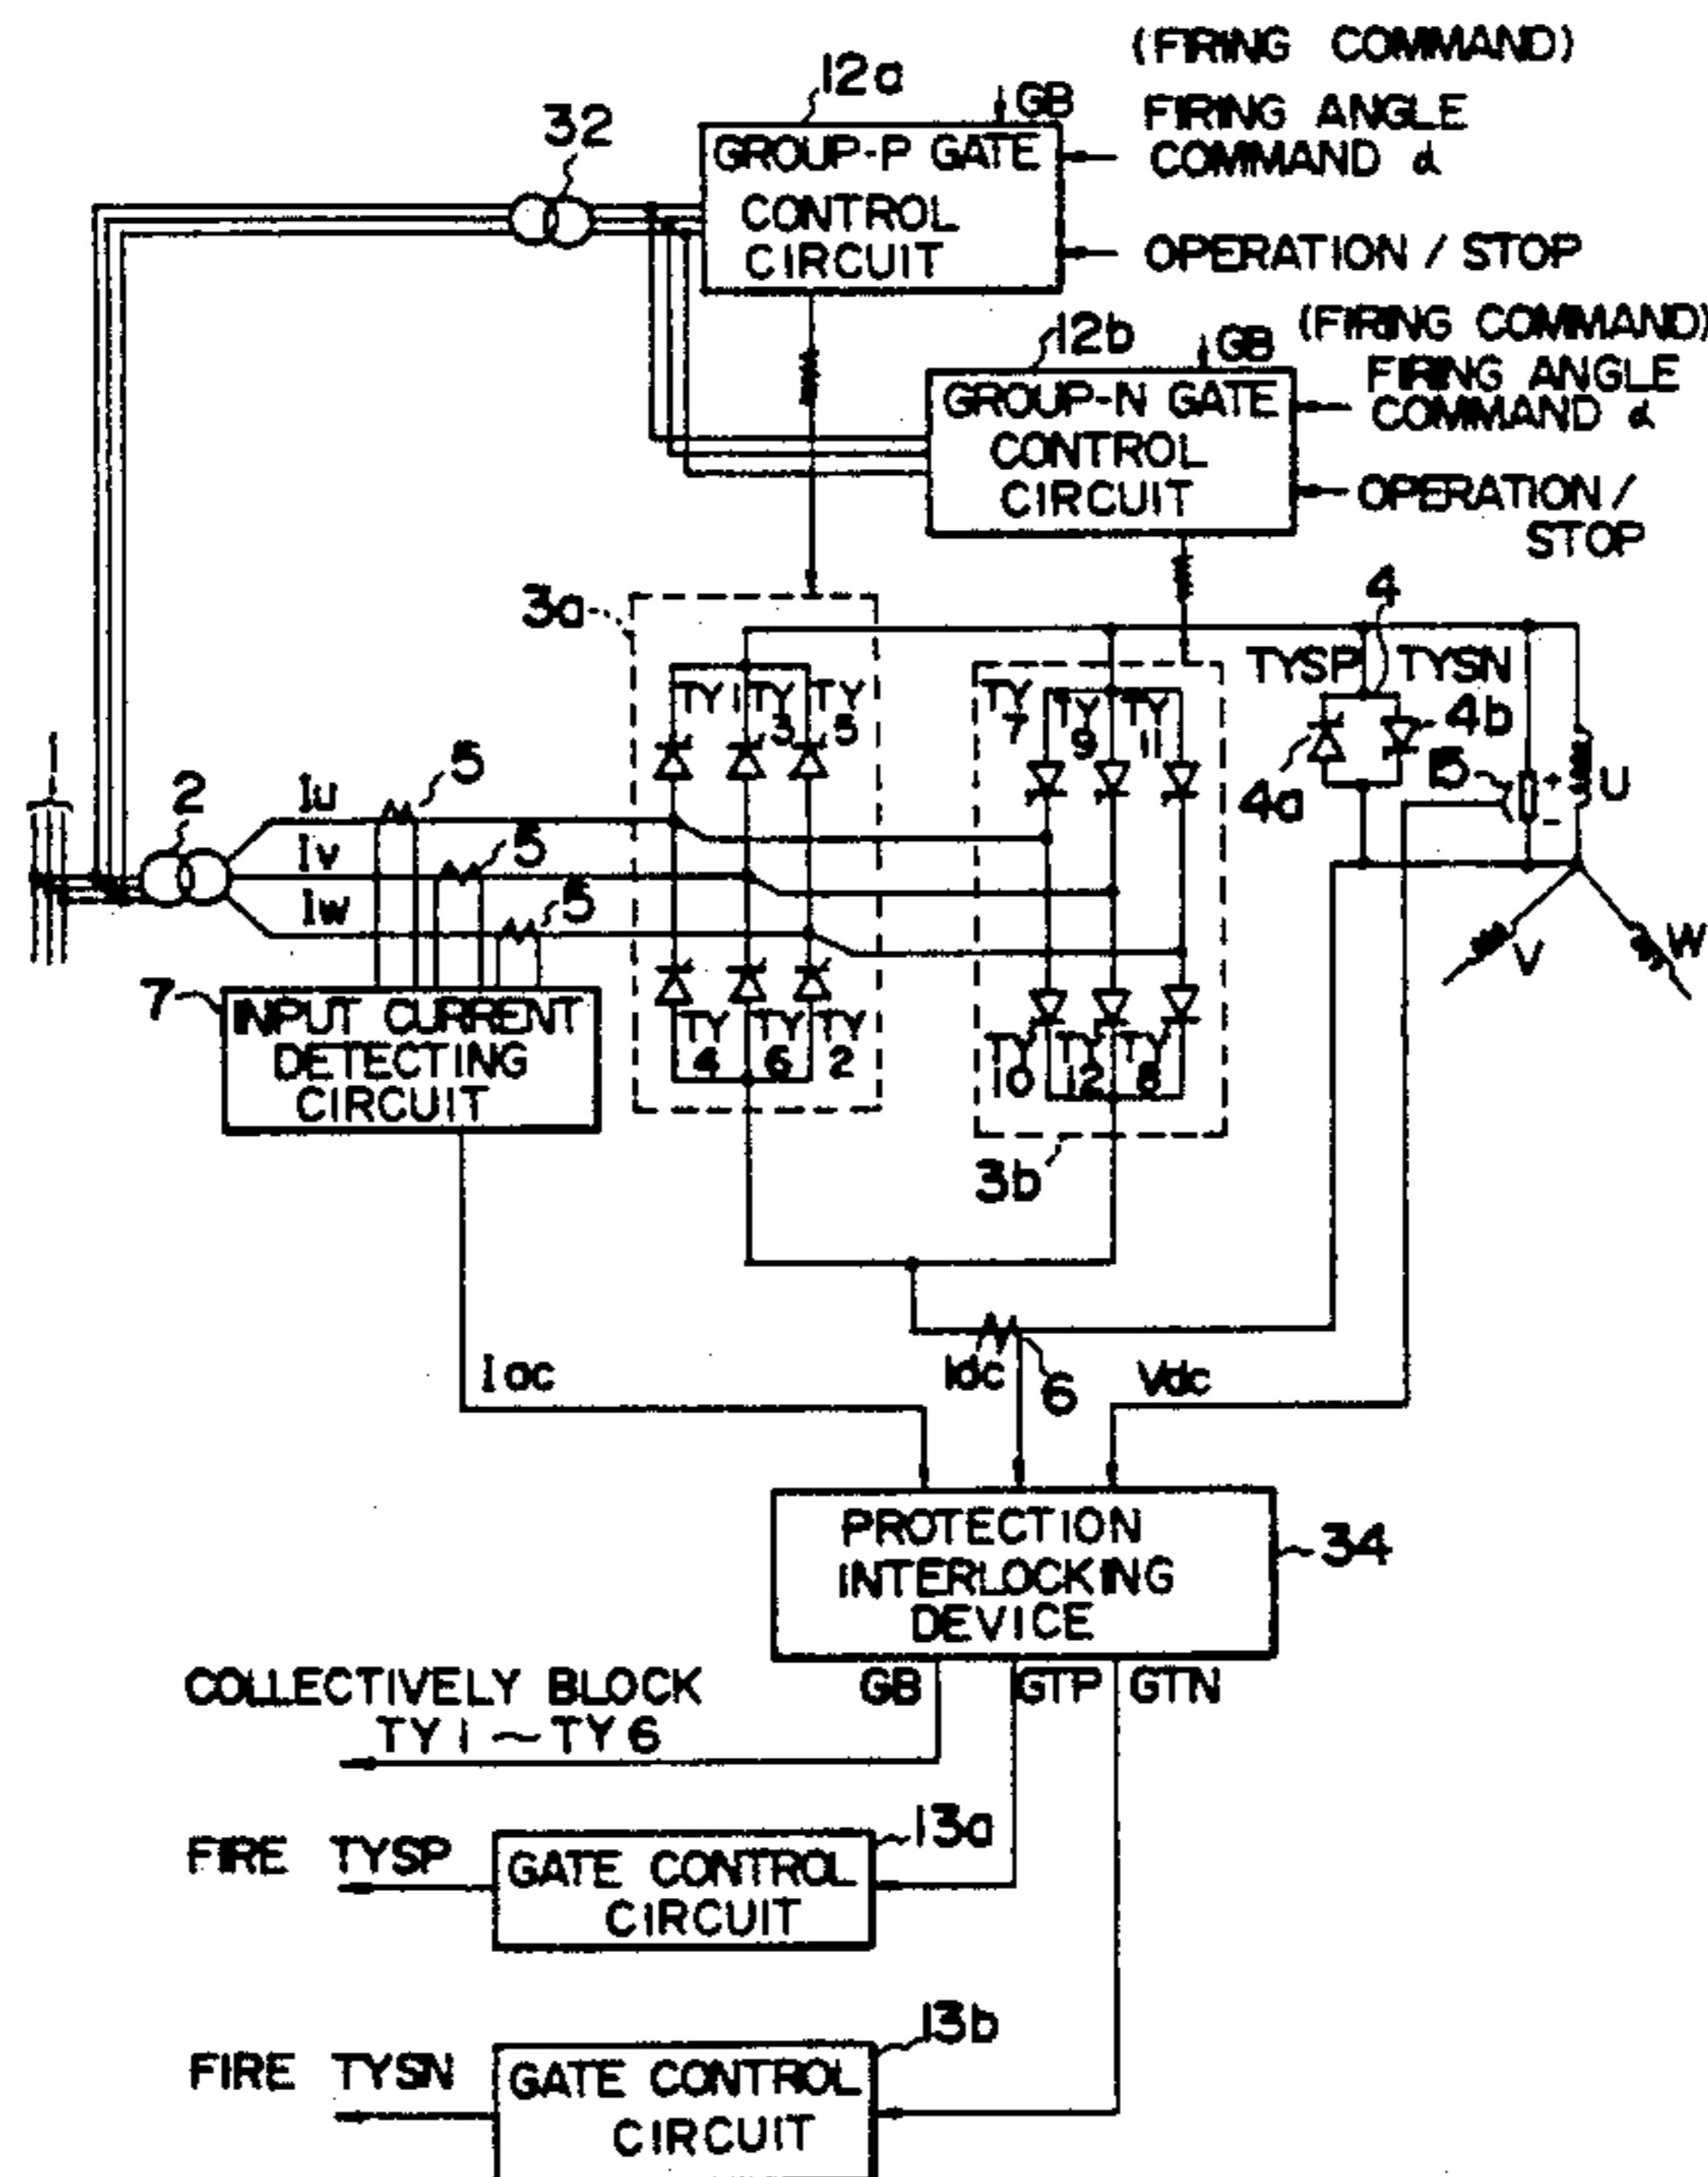 (FIRING COMMAND)
12a
GB
FIRING ANGLE
COMMAND α
32
GROUP-P GATE
CONTROL
CIRCUIT
OPERATION / STOP
12b
GB
(FIRING COMMAND)
FIRING ANGLE
COMMAND α
GROUP-N GATE
CONTROL
CIRCUIT
OPERATION /
STOP
3a
4
TYSP
TYSN
TY1
TY
3
TY
5
TY
7
TY
9
TY
11
4b
4a
+
-
U
1
2
Iu
5
Iv
5
Iw
5
V
W
7
INPUT CURRENT
DETECTING
CIRCUIT
TY
4
TY
6
TY
2
TY
10
TY
12
TY
8
3b
Iac
Idc
6
Vdc
PROTECTION
INTERLOCKING
DEVICE
34
COLLECTIVELY BLOCK
TY1~TY6
GB
GTP
GTN
13a
FIRE TYSP
GATE CONTROL
CIRCUIT
13b
FIRE TYSN
GATE CONTROL
CIRCUIT